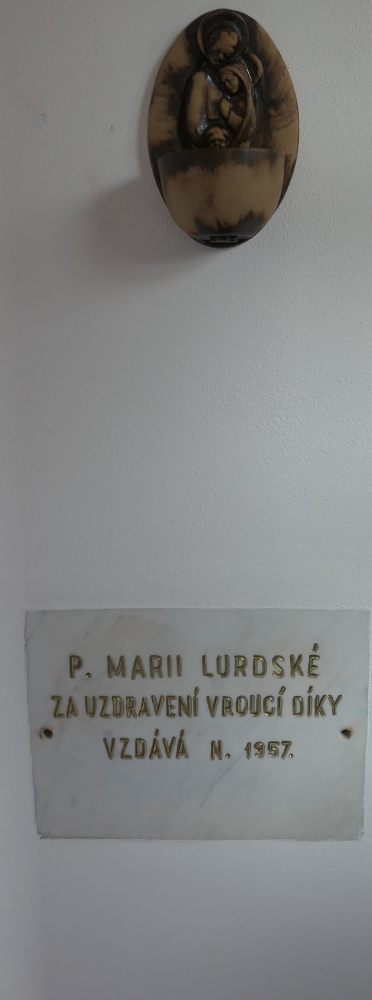 P. MARII LURDSKÉ
ZA UZDRAVENÍ VROUCÍ DÍKY
VZDÁVÁ N. 1957.